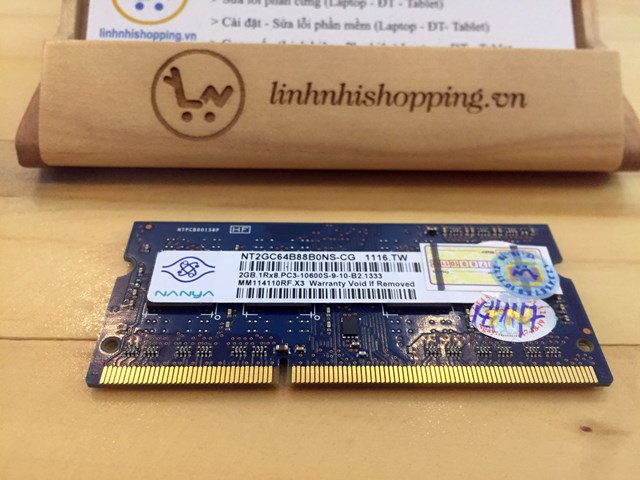 > Sửa lỗi phần cứng (Laptop - ĐT - Tablet)
> Cài đặt - Sửa lỗi phần mềm (Laptop - ĐT- Tablet)
linhnhishopping.vn
linhnhishopping.vn
NTPCB00138P HF
NT2GC64B88B0NS-CG 1116.TW
2GB.1Rx8.PC3-10600S-9-10-B2.1333
MM114110RF.X3 Warranty Void If Removed
NANYA